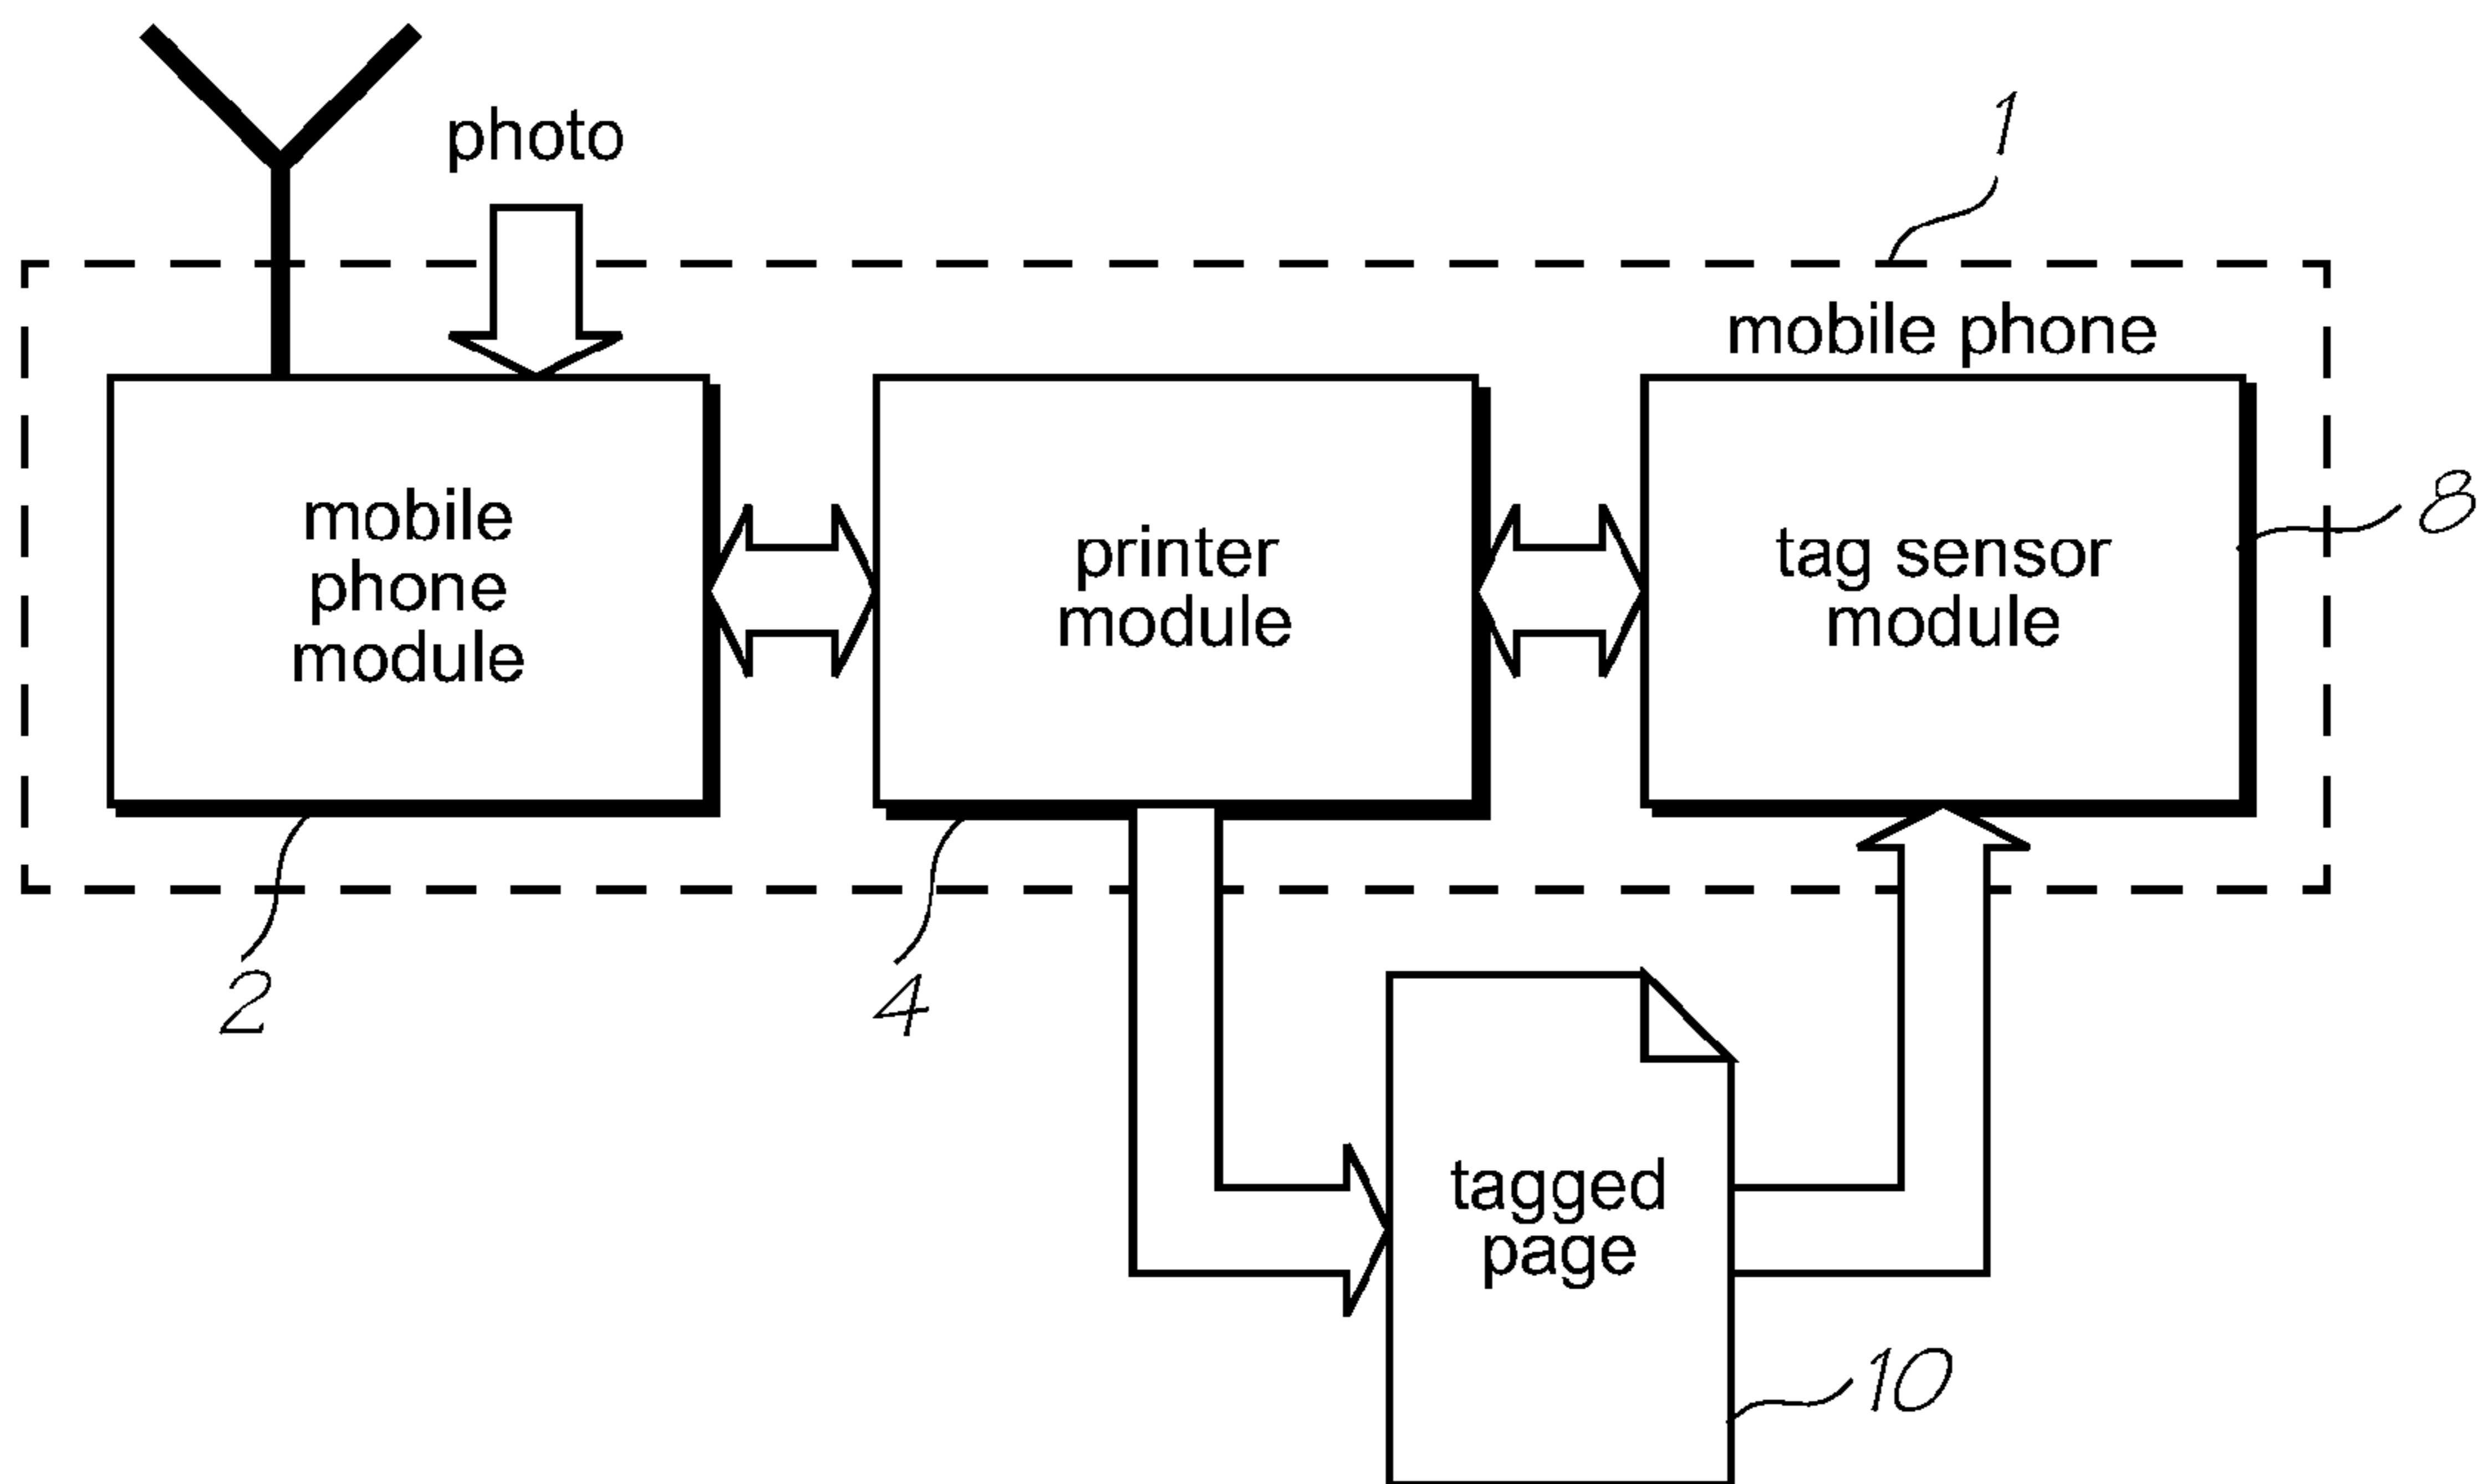 photo
1
mobile phone
mobile
phone
module
printer
module
tag sensor
module
8
2
4
tagged
page
10